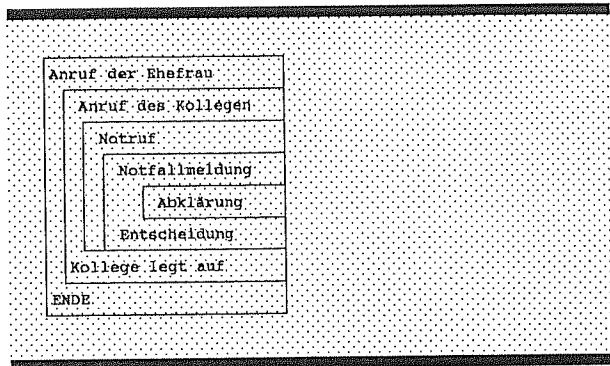 Anruf der Ehefrau
Anruf des Kollegen
Notruf
Notfallmeldung
Abklärung
Entscheidung
Kollege legt auf
ENDE